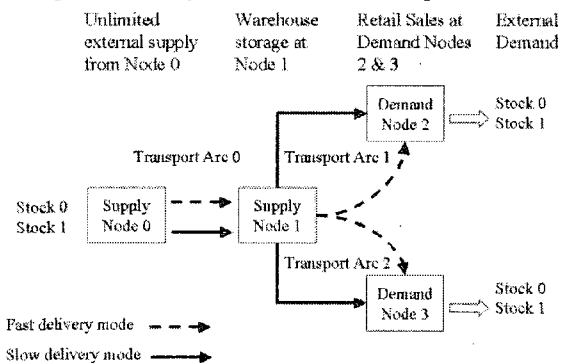 Unlimited
external supply
from Node 0
Warehouse
storage at
Node 1
Retail Sales at
Demand Nodes
2 & 3
External
Demand
Demand
Node 2
Stock 0
Stock 1
Transport Arc 0
Transport Arc 1
Stock 0
Stock 1
Supply
Node 0
Supply
Node 1
Transport Arc 2
Demand
Node 3
Stock 0
Stock 1
Fast delivery mode
Slow delivery mode